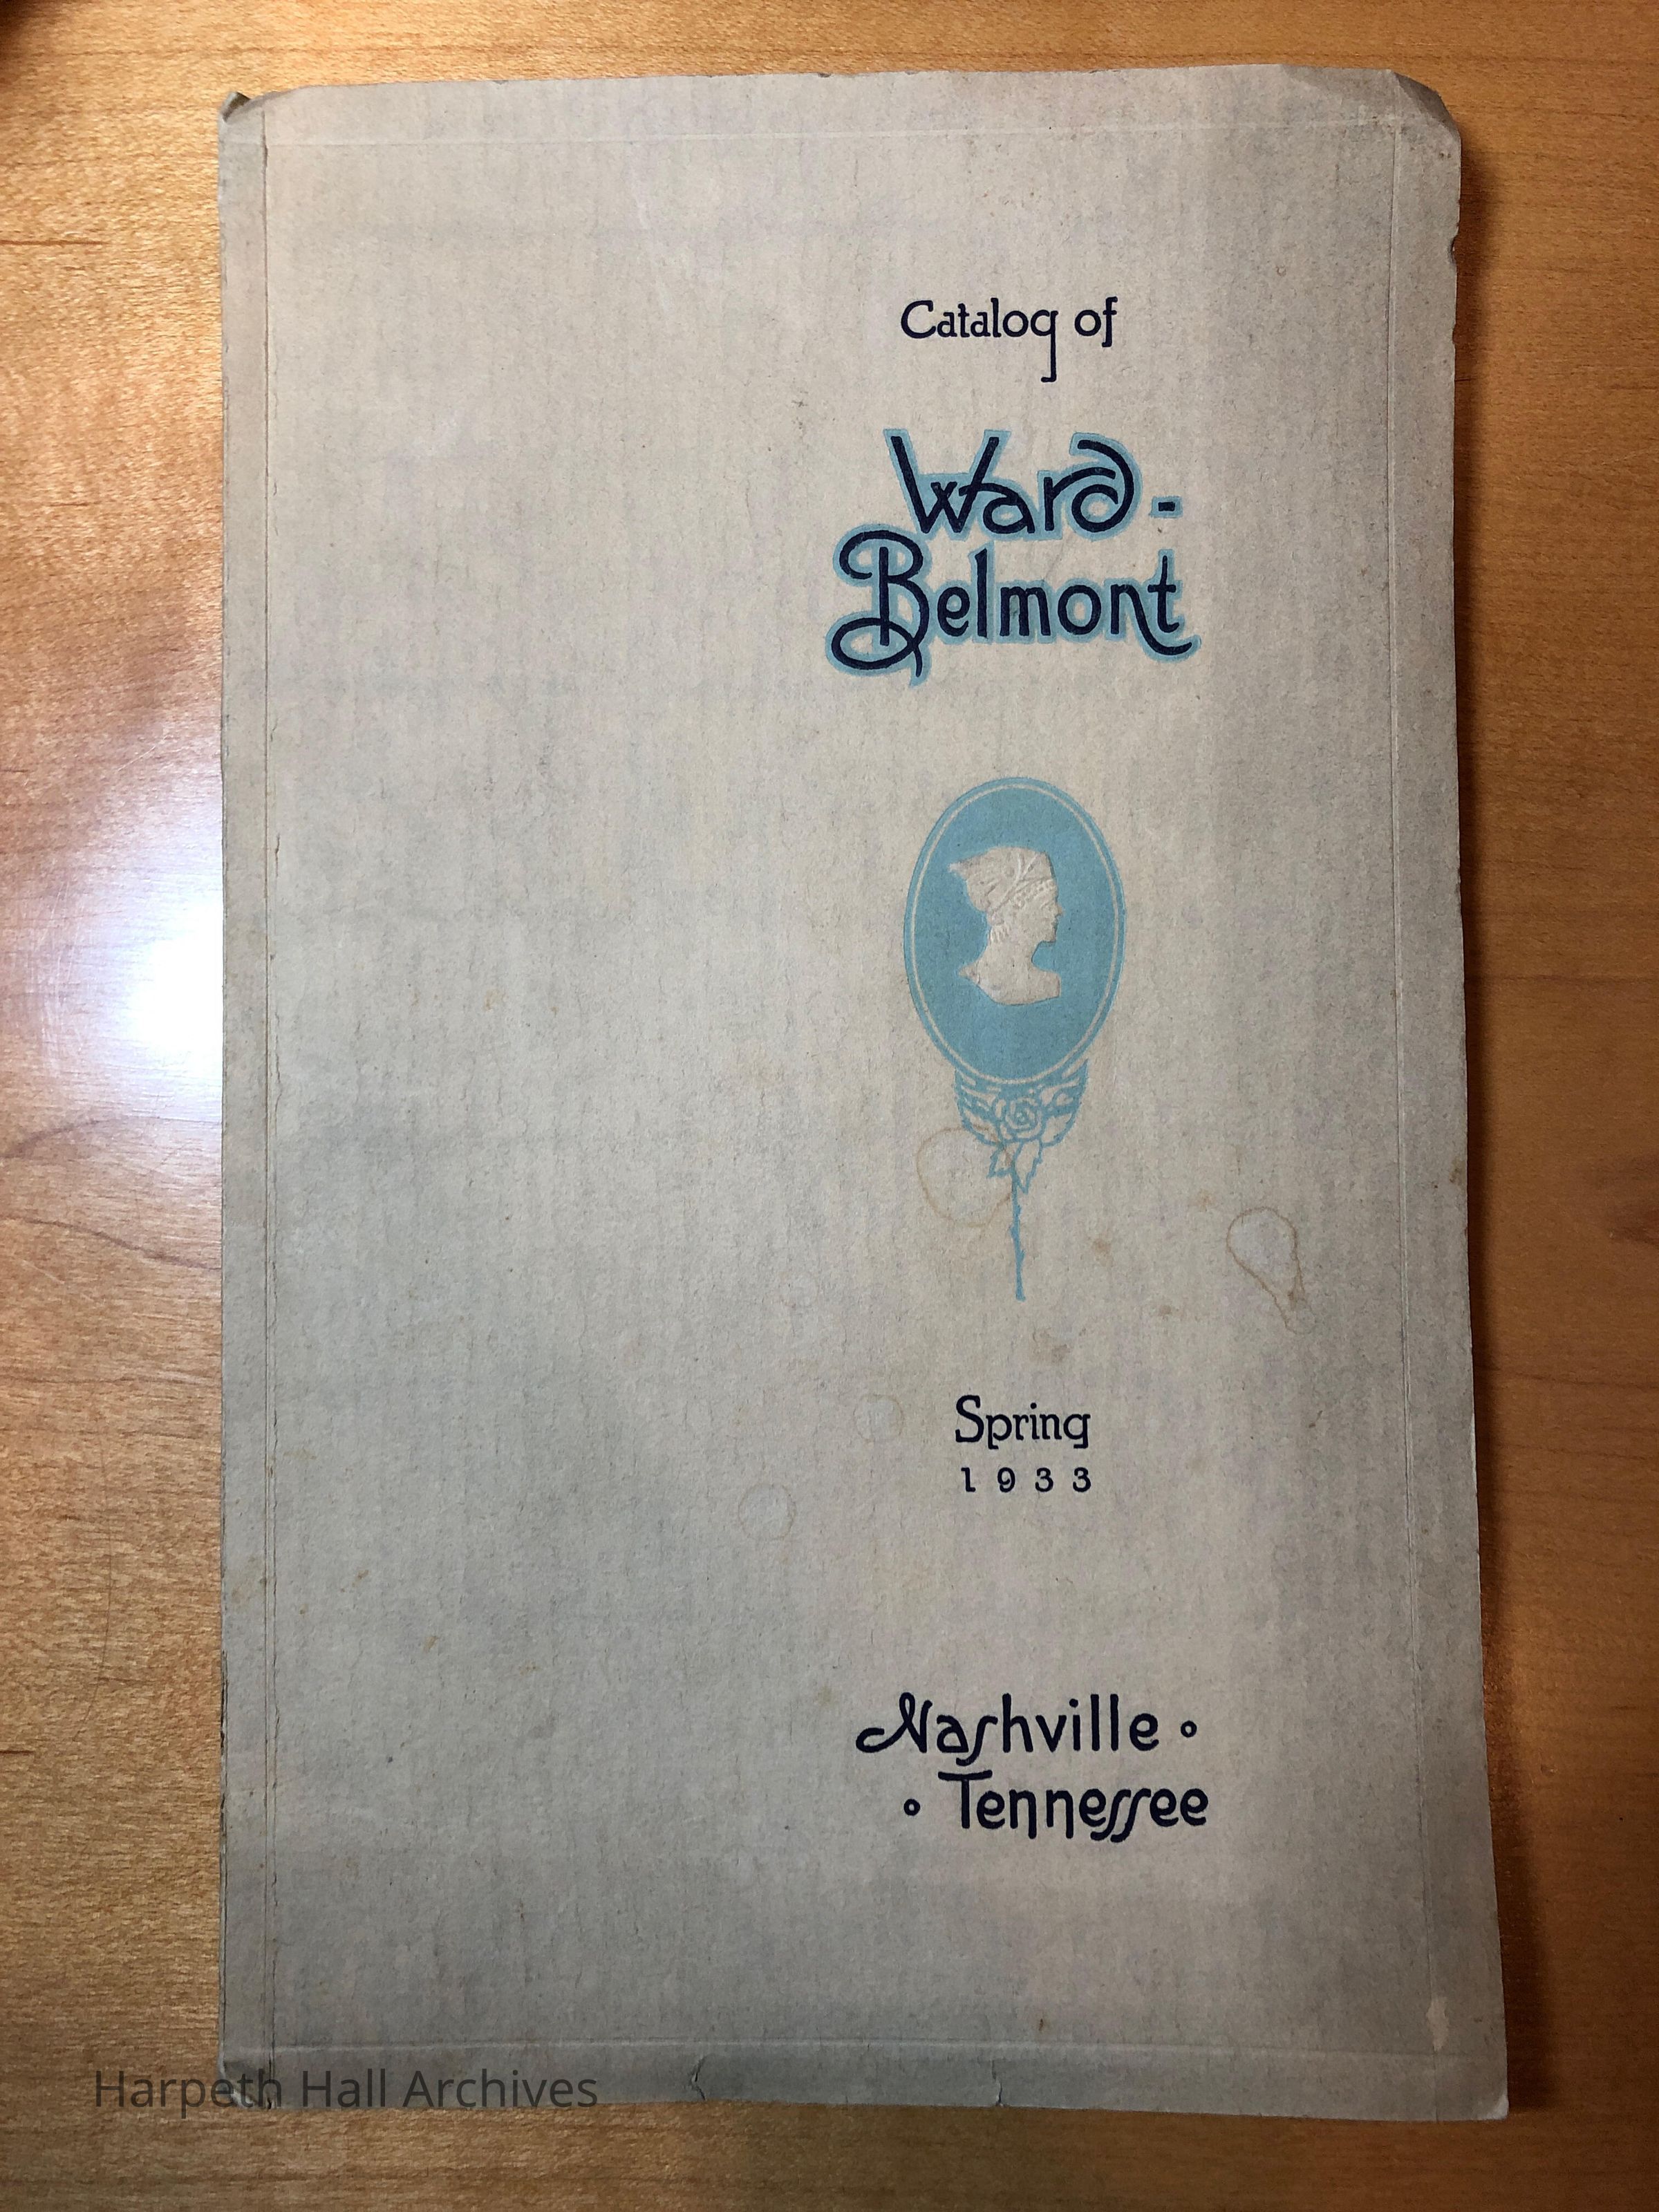 Catalog of
Ward-
Belmont
Spring
1933
Nashville
Tennessee
Harpeth Hall Archives